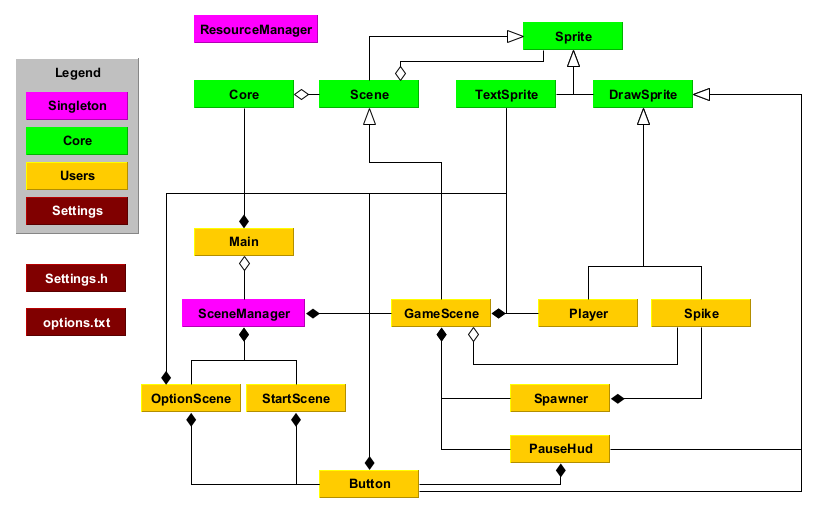 ResourceManager
Sprite
Legend
Singleton
Core
Users
Settings
Core
Scene
TextSprite
DrawSprite
Main
Settings.h
options.txt
SceneManager
GameScene
Player
Spike
OptionScene
StartScene
Spawner
PauseHud
Button